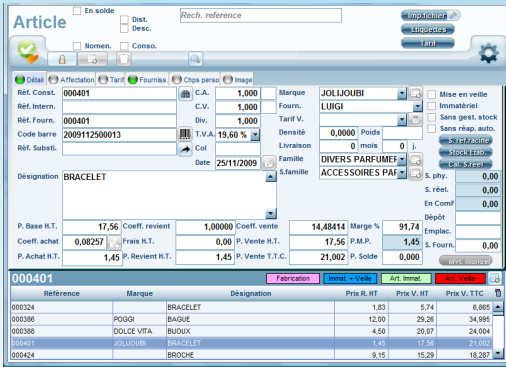 Article
En solde
Dist.
Desc.
Rech. reference
Imp.fichier
Etiquettes
Tarif
Nomen.
Conso.
Détail Affectation Tarif Fourniss. Chps perso Image
Réf. Const. 000401 C.A. 1,000 Marque JOLIJOUBI Mise en veille
Réf. Intern. C.V. 1,000 Fourn. LUIGI Immatériel
Réf. Fourn. 000401 Div. 1,000 Tarif V. Sans gest. stock
Code barre 2009112500013 T.V.A. 19,60 % Densité 0,0000 Poids Sans réap. auto.
Réf. Substi. Col Livraison 0 mois 0 j. S. réf.racine
Date 25/11/2009 Famille DIVERS PARFUMEF Stock Etab.
Désignation BRACELET S.famille ACCESSOIRES PAF Cal. S.réel
S. phy. 0,00
S. réel. 0,00
En ComF 0,00
Dépôt
P. Base H.T. 17,56 Coeff. revient 1,00000 Coeff. vente 14,48414 Marge % 91,74 Emplac.
Coeff. achat 0,08257 Frais H.T. 0,00 P. Vente H.T. 17,56 P.M.P. 1,45 S. Fourn. 0,00
P. Achat H.T. 1,45 P. Revient H.T. 1,45 P. Vente T.T.C. 21,002 P. Solde 0,000 Mvt. Manuel
000401 Fabrication Immat. + Veille Art. Immat. Art. Veille
Référence Marque Désignation Prix R. HT Prix V. HT Prix V. TTC
000324 BRACELET 1,83 5,74 6,865
000386 POGGI BAGUE 12,00 29,26 34,995
000388 DOLCE VITA BIJOUX 4,50 20,07 24,004
000401 JOLIJOUBI BRACELET 1,45 17,56 21,002
000424 BROCHE 9,15 15,29 18,287